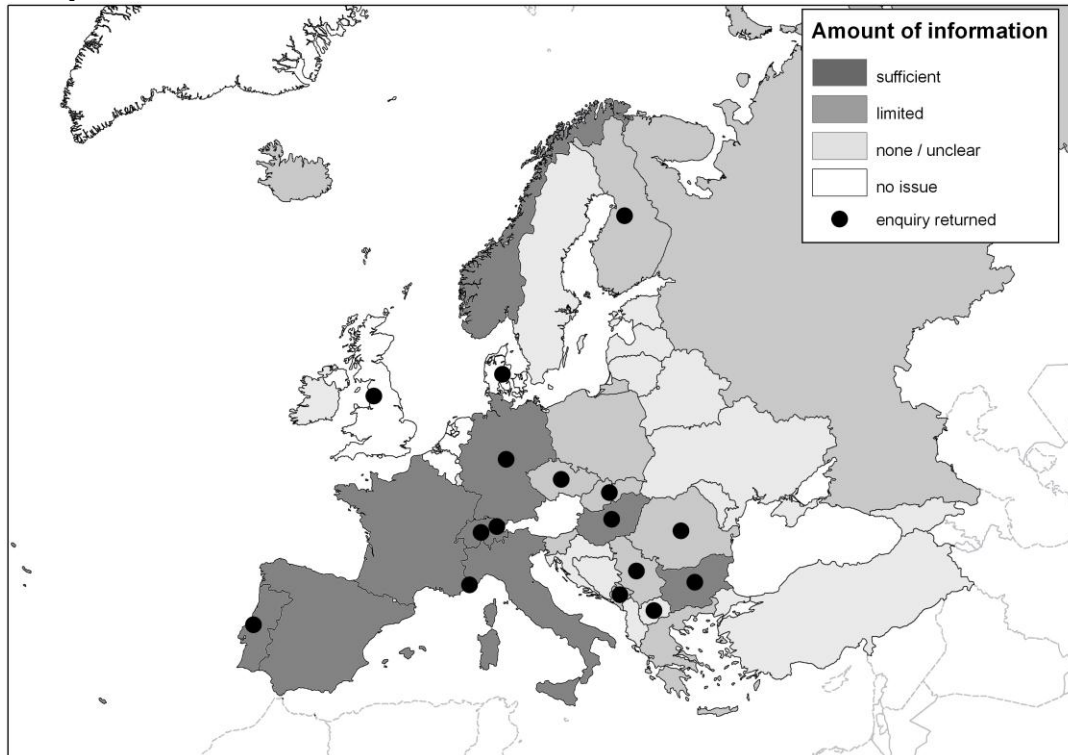 Amount of information
sufficient
limited
none / unclear
no issue
enquiry returned